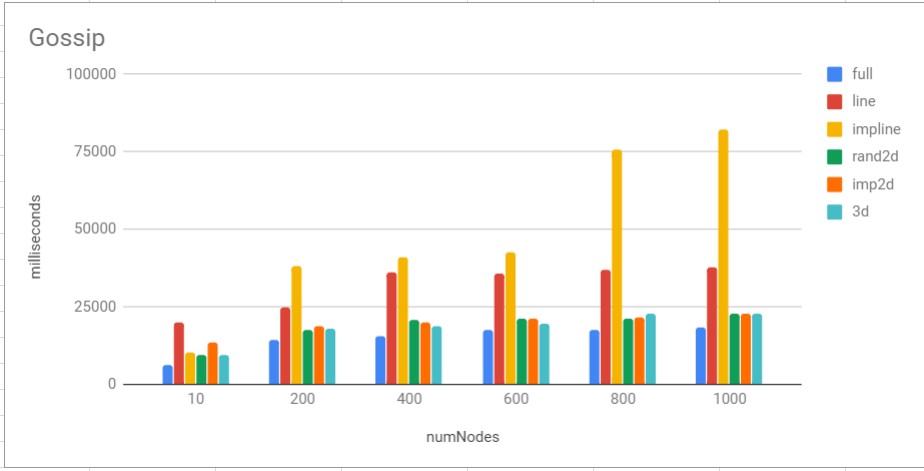 Gossip
100000
75000
50000
25000
0
milliseconds
10 200 400 600 800 1000
numNodes
full
line
impline
rand2d
imp2d
3d